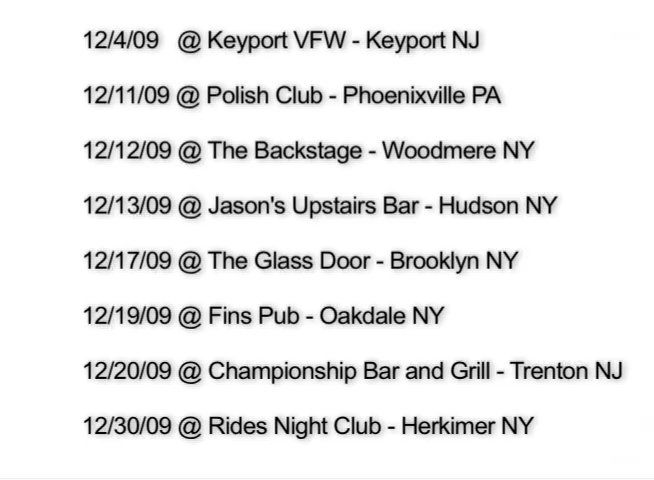 12/4/09 @ Keyport VFW - Keyport NJ
12/11/09 @ Polish Club - Phoenixville PA
12/12/09 @ The Backstage - Woodmere NY
12/13/09 @ Jason's Upstairs Bar - Hudson NY
12/17/09 @ The Glass Door - Brooklyn NY
12/19/09 @ Fins Pub - Oakdale NY
12/20/09 @ Championship Bar and Grill - Trenton NJ
12/30/09 @ Rides Night Club - Herkimer NY